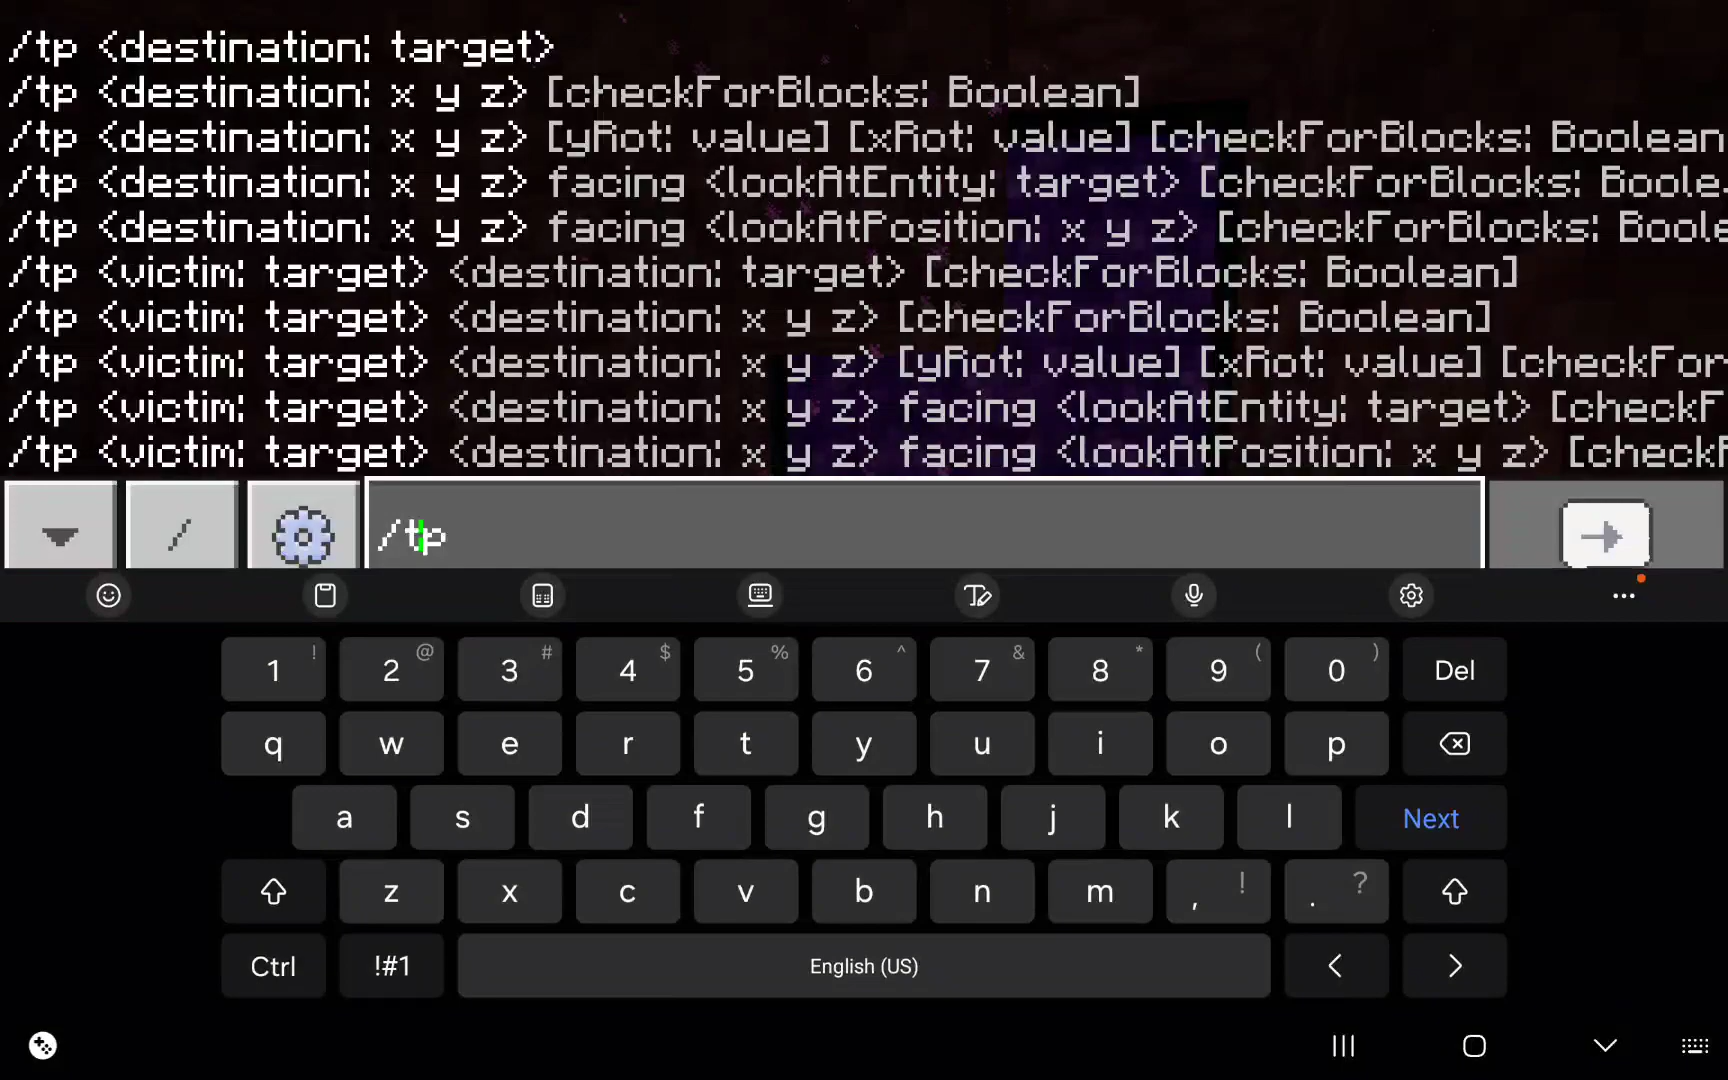 /tp <destination: target>
/tp <destination: x y z> [checkForBlocks: Boolean]
/tp <destination: x y z> [yRot: value] [xRot: value] [checkForBlocks: Boolean
/tp <destination: x y z> facing <lookAtEntity: target> [checkForBlocks: Boole
/tp <destination: x y z> facing <lookAtPosition: x y z> [checkForBlocks: Boole
/tp <victim: target> <destination: target> [checkForBlocks: Boolean]
/tp <victim: target> <destination: x y z> [checkForBlocks: Boolean]
/tp <victim: target> <destination: x y z> [yRot: value] [xRot: value] [checkFor
/tp <victim: target> <destination: x y z> facing <lookAtEntity: target> [checkF
/tp <victim: target> <destination: x y z> facing <lookAtPosition: x y z> [checkF
/ /tp
1 ! 2 @ 3 # 4 $ 5 % 6 ^ 7 & 8 * 9 ( 0 ) Del
q w e r t y u i o p
a s d f g h j k l Next
z x c v b n m , ! . ?
Ctrl !#1 English (US) < >